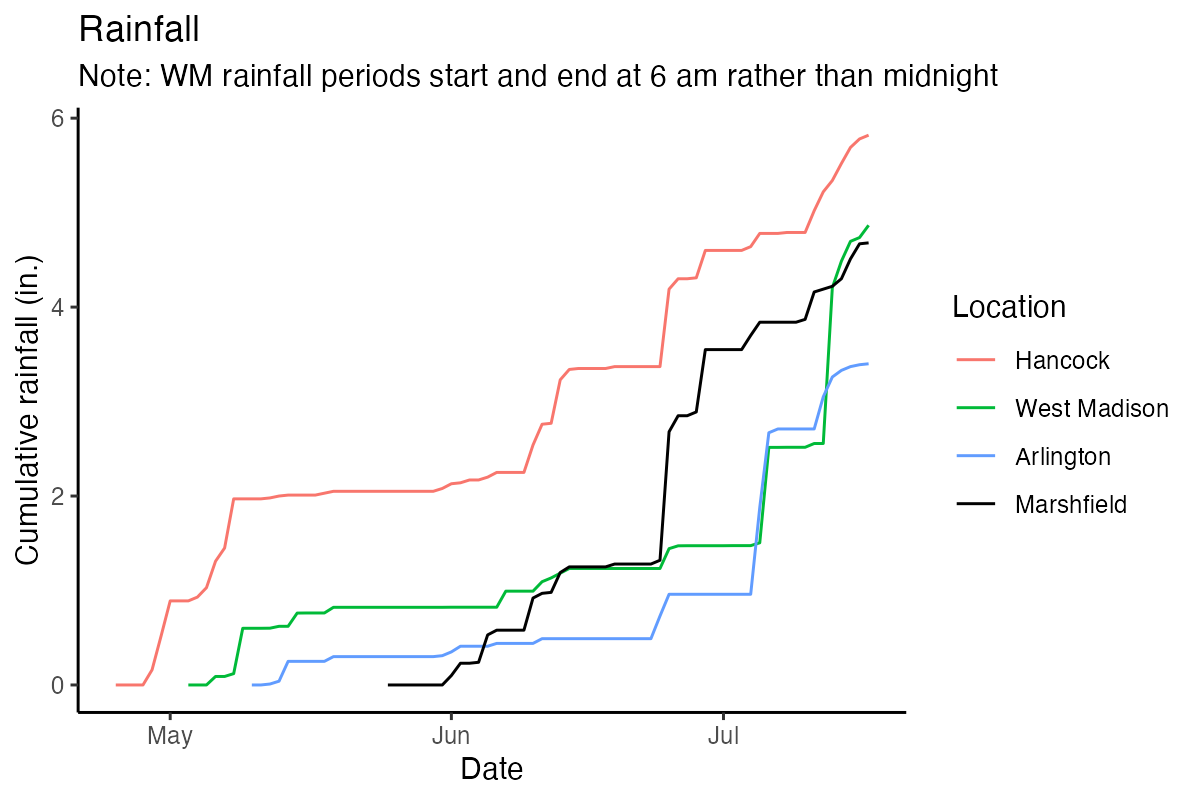 Rainfall
Note: WM rainfall periods start and end at 6 am rather than midnight
6
4
2
0
Cumulative rainfall (in.)
May Jun Jul
Date
Location
Hancock
West Madison
Arlington
Marshfield